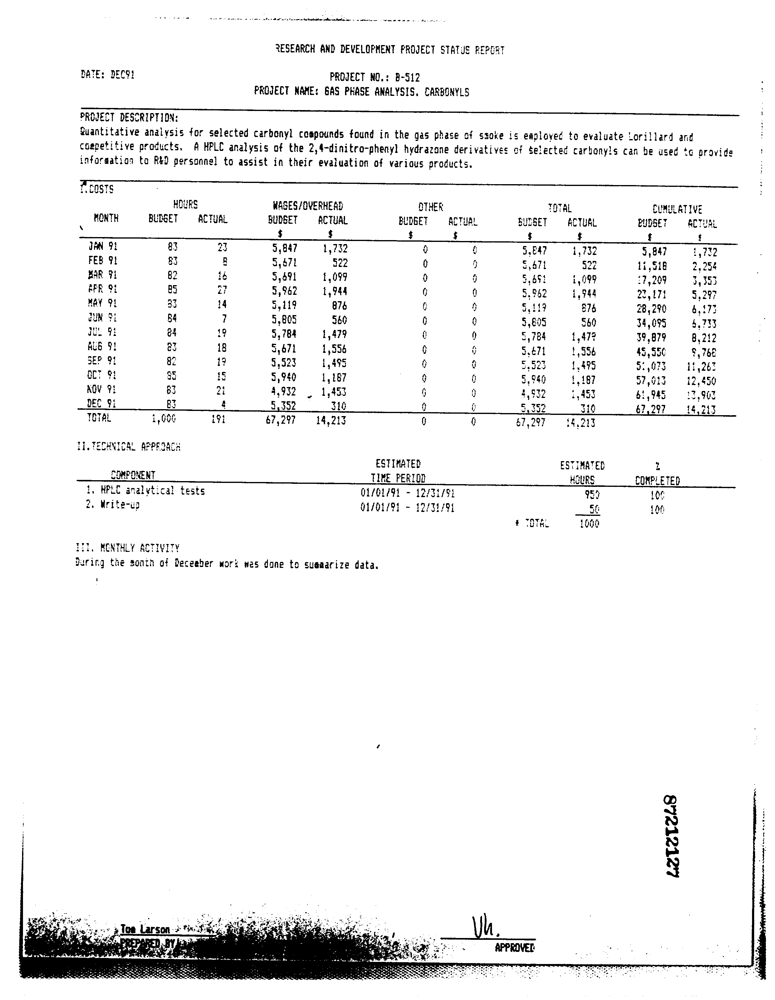 RESEARCH AND DEVELOPMENT PROJECT STATUS REPORT
DATE: DEC91 PROJECT NO.: B-512
PROJECT NAME: GAS PHASE ANALYSIS. CARBONYLS
PROJECT DESCRIPTION:
Quantitative analysis for selected carbonyl compounds found in the gas phase of smoke is employed to evaluate Lorillard and
competitive products. A HPLC analysis of the 2,4-dinitro-phenyl hydrazone derivatives of selected carbonyls can be used to provide
information to R&D personnel to assist in their evaluation of various products.
I. COSTS
HOURS WAGES/OVERHEAD OTHER TOTAL CUMULATIVE
MONTH BUDGET ACTUAL BUDGET ACTUAL BUDGET ACTUAL BUDGET ACTUAL BUDGET ACTUAL
$ $ $ $ $ $ $ $
JAN 91 83 23 5,847 1,732 0 0 5,847 1,732 5,847 1,732
FEB 91 83 8 5,671 522 0 0 5,671 522 11,518 2,254
MAR 91 82 16 5,691 1,099 0 0 5,691 1,099 17,209 3,353
APR 91 85 27 5,962 1,944 0 0 5,962 1,944 23,171 5,297
MAY 91 83 14 5,119 876 0 0 5,119 876 28,290 6,173
JUN 91 84 7 5,805 560 0 0 5,805 560 34,095 6,733
JUL 91 84 19 5,784 1,479 0 0 5,784 1,479 39,879 8,212
AUG 91 83 18 5,671 1,556 0 0 5,671 1,556 45,550 9,768
SEP 91 82 19 5,523 1,495 0 0 5,523 1,495 51,073 11,263
OCT 91 85 15 5,940 1,187 0 0 5,940 1,187 57,013 12,450
NOV 91 83 21 4,932 1,453 0 0 4,932 1,453 61,945 13,903
DEC 91 83 4 5,352 310 0 0 5,352 310 67,297 14,213
TOTAL 1,000 191 67,297 14,213 0 0 67,297 14,213
II.TECHNICAL APPROACH
ESTIMATED ESTIMATED %
COMPONENT TIME PERIOD HOURS COMPLETED
1. HPLC analytical tests 01/01/91 - 12/31/91 950 100
2. Write-up 01/01/91 - 12/31/91 50 100
* TOTAL 1000
III. MONTHLY ACTIVITY
During the month of December work was done to summarize data.
87212127
Tom Larson
PREPARED BY APPROVED